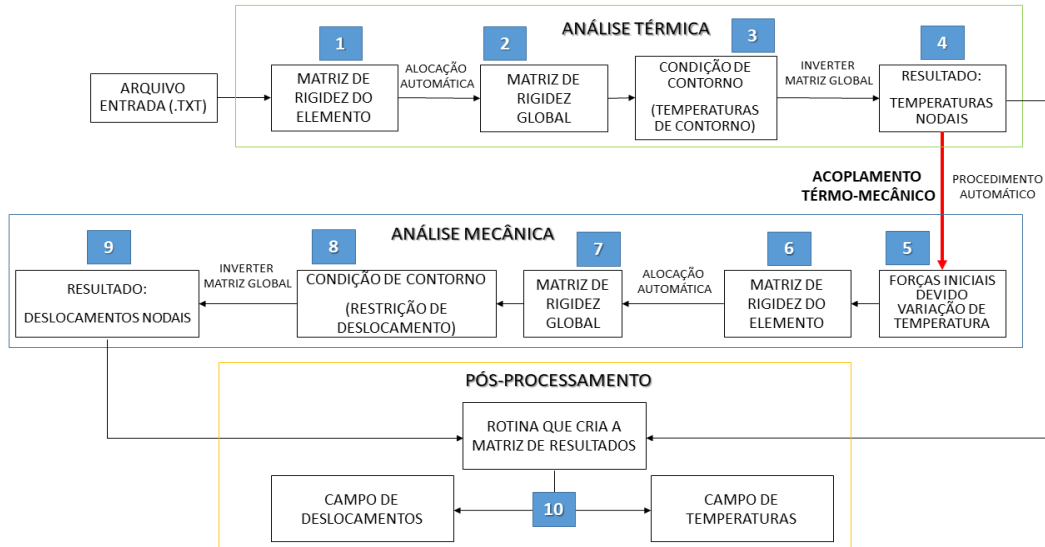 ANÁLISE TÉRMICA
1
2
3
4
ARQUIVO
ENTRADA (.TXT)
MATRIZ DE
RIGIDEZ DO
ELEMENTO
ALOCAÇÃO
AUTOMÁTICA
MATRIZ DE
RIGIDEZ
GLOBAL
CONDIÇÃO DE
CONTORNO
(TEMPERATURAS
DE CONTORNO)
INVERTER
MATRIZ GLOBAL
RESULTADO:
TEMPERATURAS
NODAIS
ACOPLAMENTO
TÉRMO-MECÂNICO
PROCEDIMENTO
AUTOMÁTICO
ANÁLISE MECÂNICA
9
8
7
6
5
RESULTADO:
DESLOCAMENTOS NODAIS
INVERTER
MATRIZ GLOBAL
CONDIÇÃO DE CONTORNO
(RESTRIÇÃO DE
DESLOCAMENTO)
MATRIZ DE
RIGIDEZ
GLOBAL
ALOCAÇÃO
AUTOMÁTICA
MATRIZ DE
RIGIDEZ DO
ELEMENTO
FORÇAS INICIAIS
DEVIDO
VARIAÇÃO DE
TEMPERATURA
PÓS-PROCESSAMENTO
ROTINA QUE CRIA A
MATRIZ DE RESULTADOS
CAMPO DE
DESLOCAMENTOS
10
CAMPO DE
TEMPERATURAS